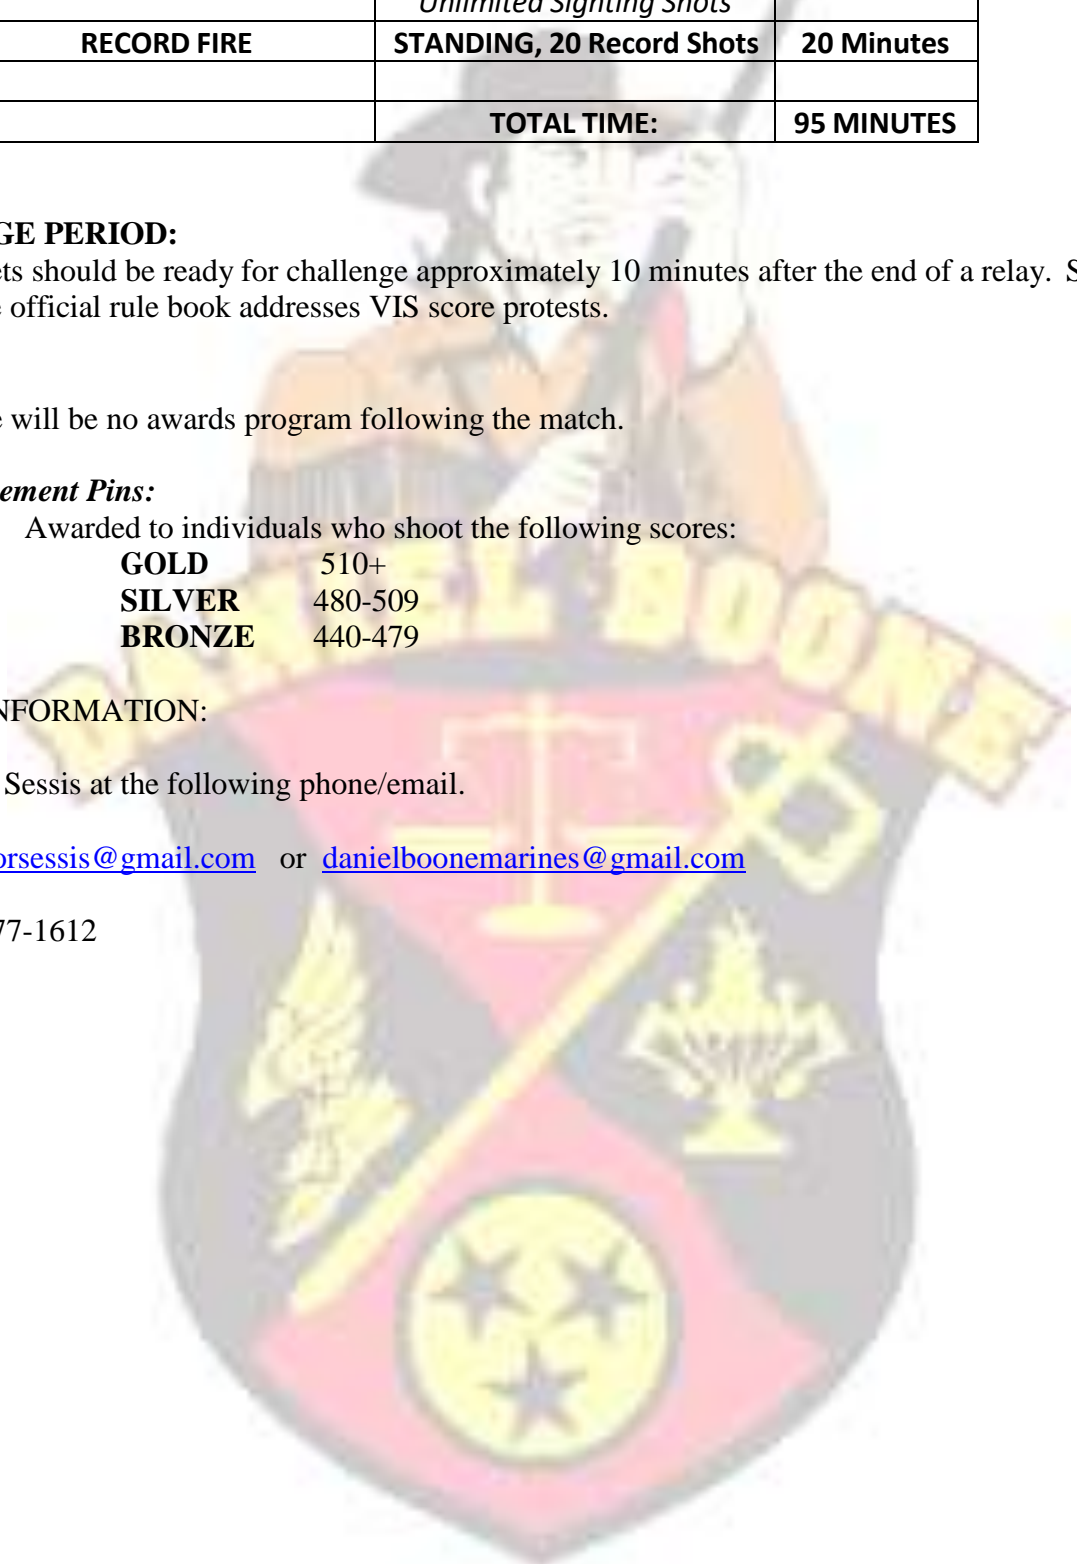 Unlimited Sighting Shots
RECORD FIRE STANDING, 20 Record Shots 20 Minutes
TOTAL TIME: 95 MINUTES
GE PERIOD:
ets should be ready for challenge approximately 10 minutes after the end of a relay. S
e official rule book addresses VIS score protests.
e will be no awards program following the match.
ement Pins:
Awarded to individuals who shoot the following scores:
GOLD 510+
SILVER 480-509
BRONZE 440-479
DANIEL BOONE
NFORMATION:
Sessis at the following phone/email.
orsessis@gmail.com or danielboonemarines@gmail.com
77-1612